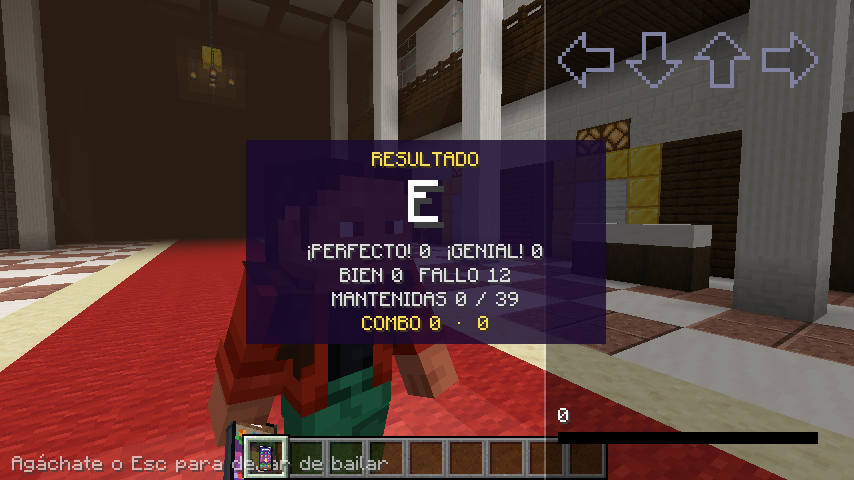 RESULTADO
E
¡PERFECTO! 0 ¡GENIAL! 0
BIEN 0 FALLO 12
MANTENIDAS 0 / 39
COMBO 0 · 0
0
Agáchate o Esc para dejar de bailar